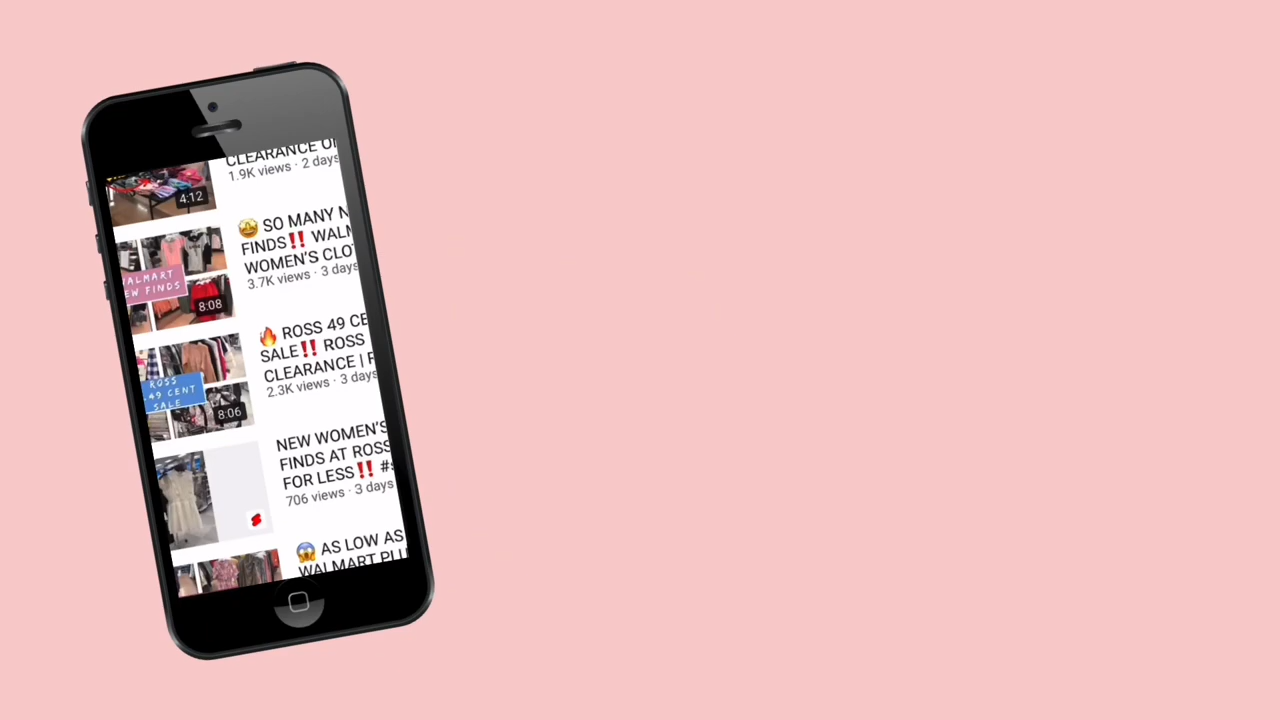 CLEARANCE
1.9K views · 2 days
4:12
🤩 SO MANY N
FINDS‼️ WALM
WOMEN'S CLO
3.7K views · 3 days
WALMART
NEW FINDS
8:08
🔥 ROSS 49 CE
SALE‼️ ROSS
CLEARANCE | F
2.3K views · 3 days
ROSS
.49 CENT
SALE
8:06
NEW WOMEN'S
FINDS AT ROSS
FOR LESS‼️ #s
706 views · 3 days
😱 AS LOW AS
WALMART PLU